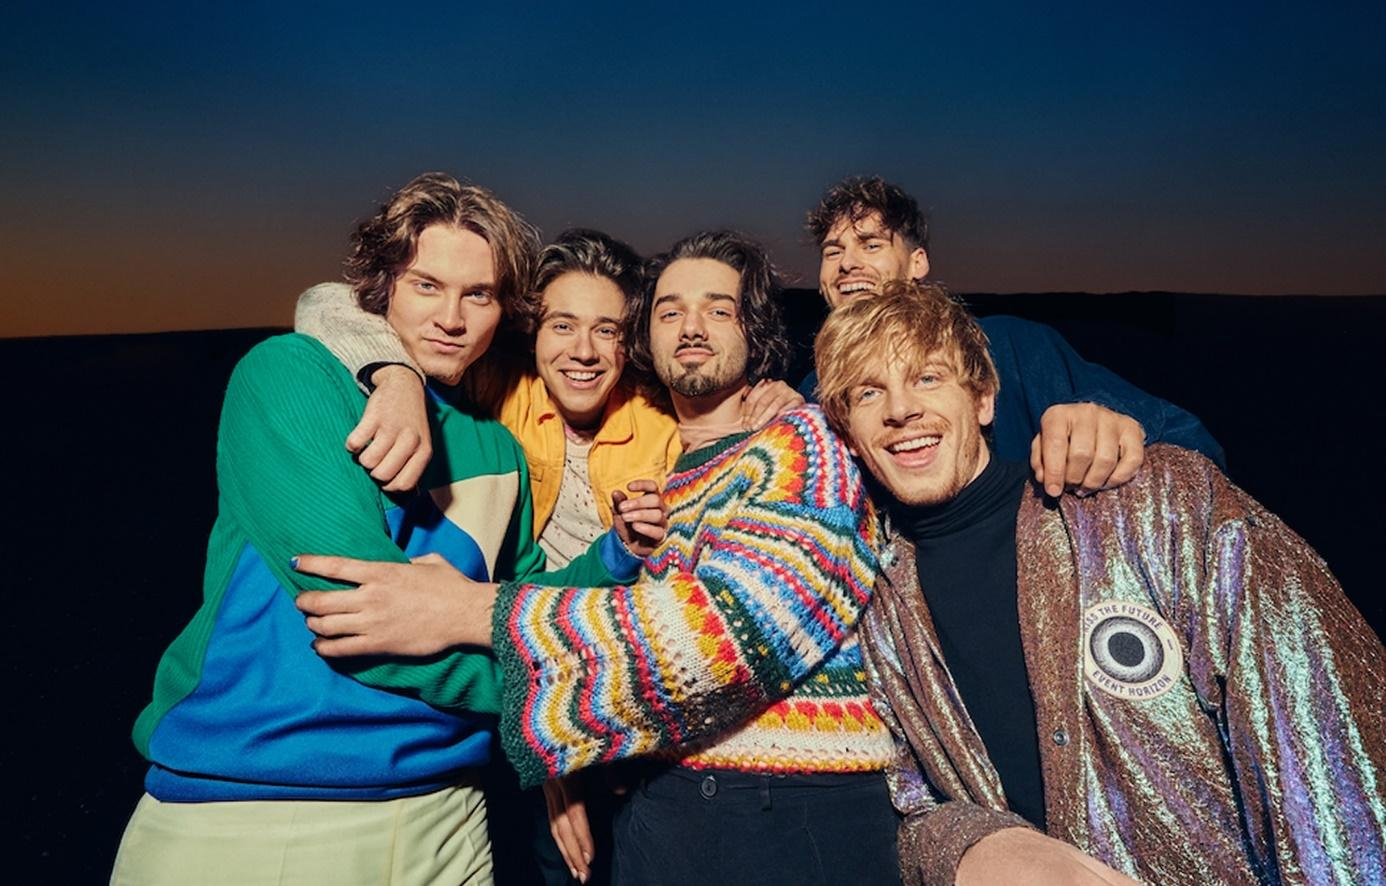 THE FUTURE —
EVENT HORIZON